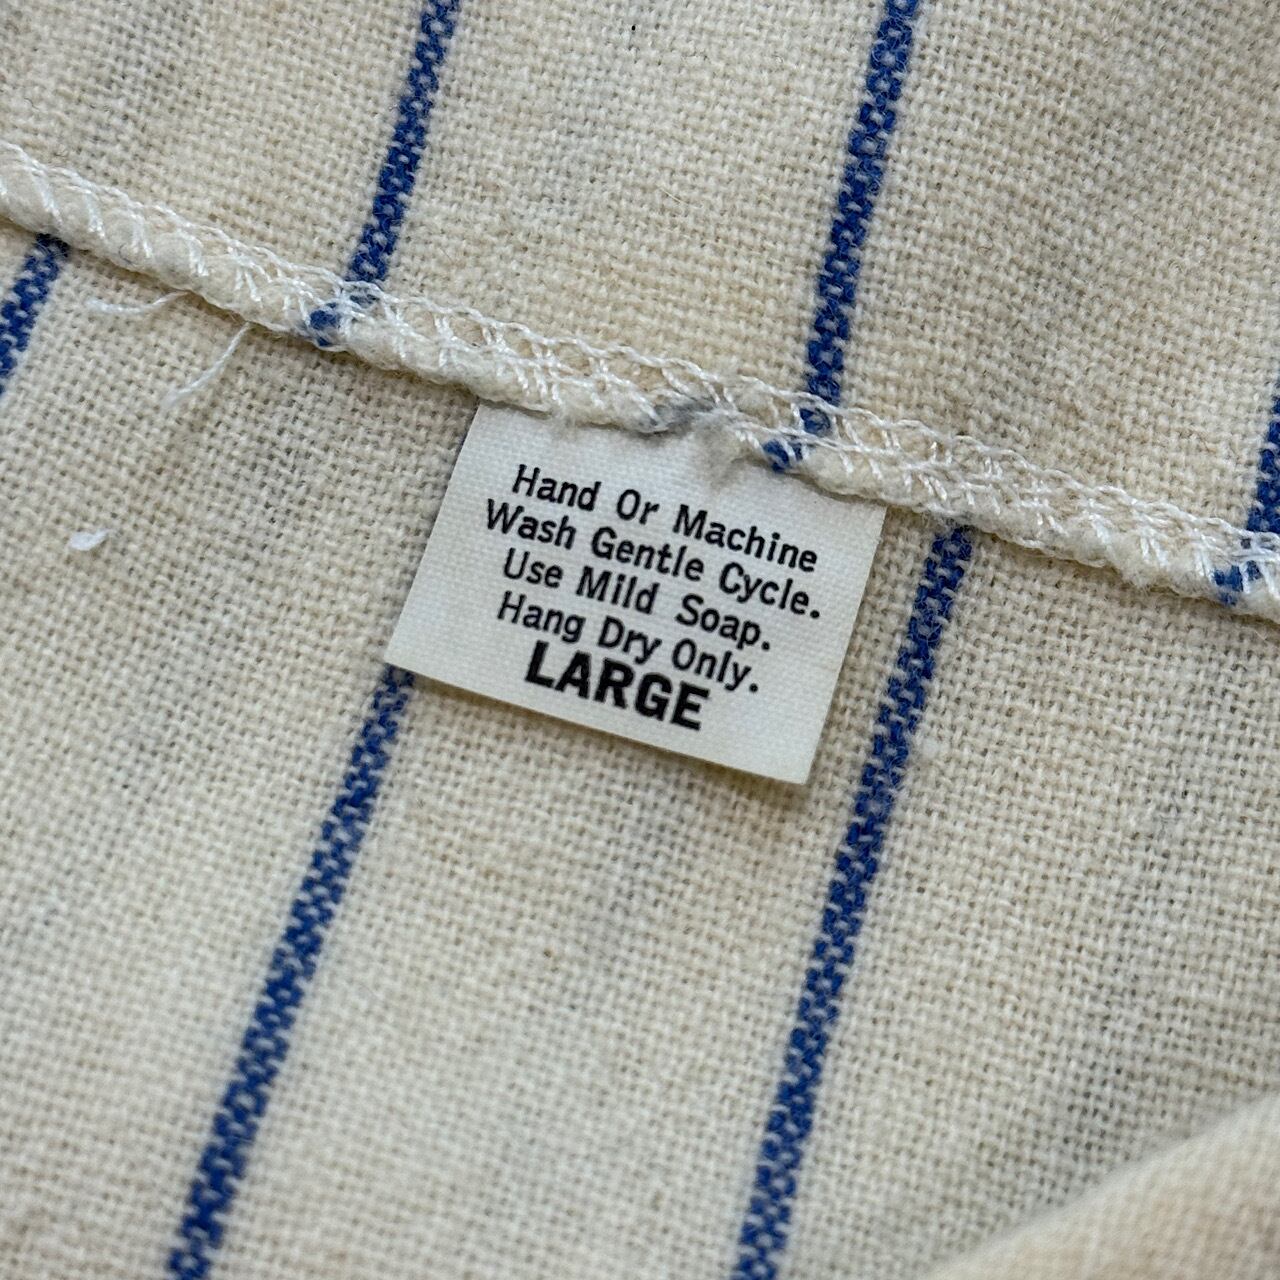 Hand Or Machine
Wash Gentle Cycle.
Use Mild Soap.
Hang Dry Only.
LARGE